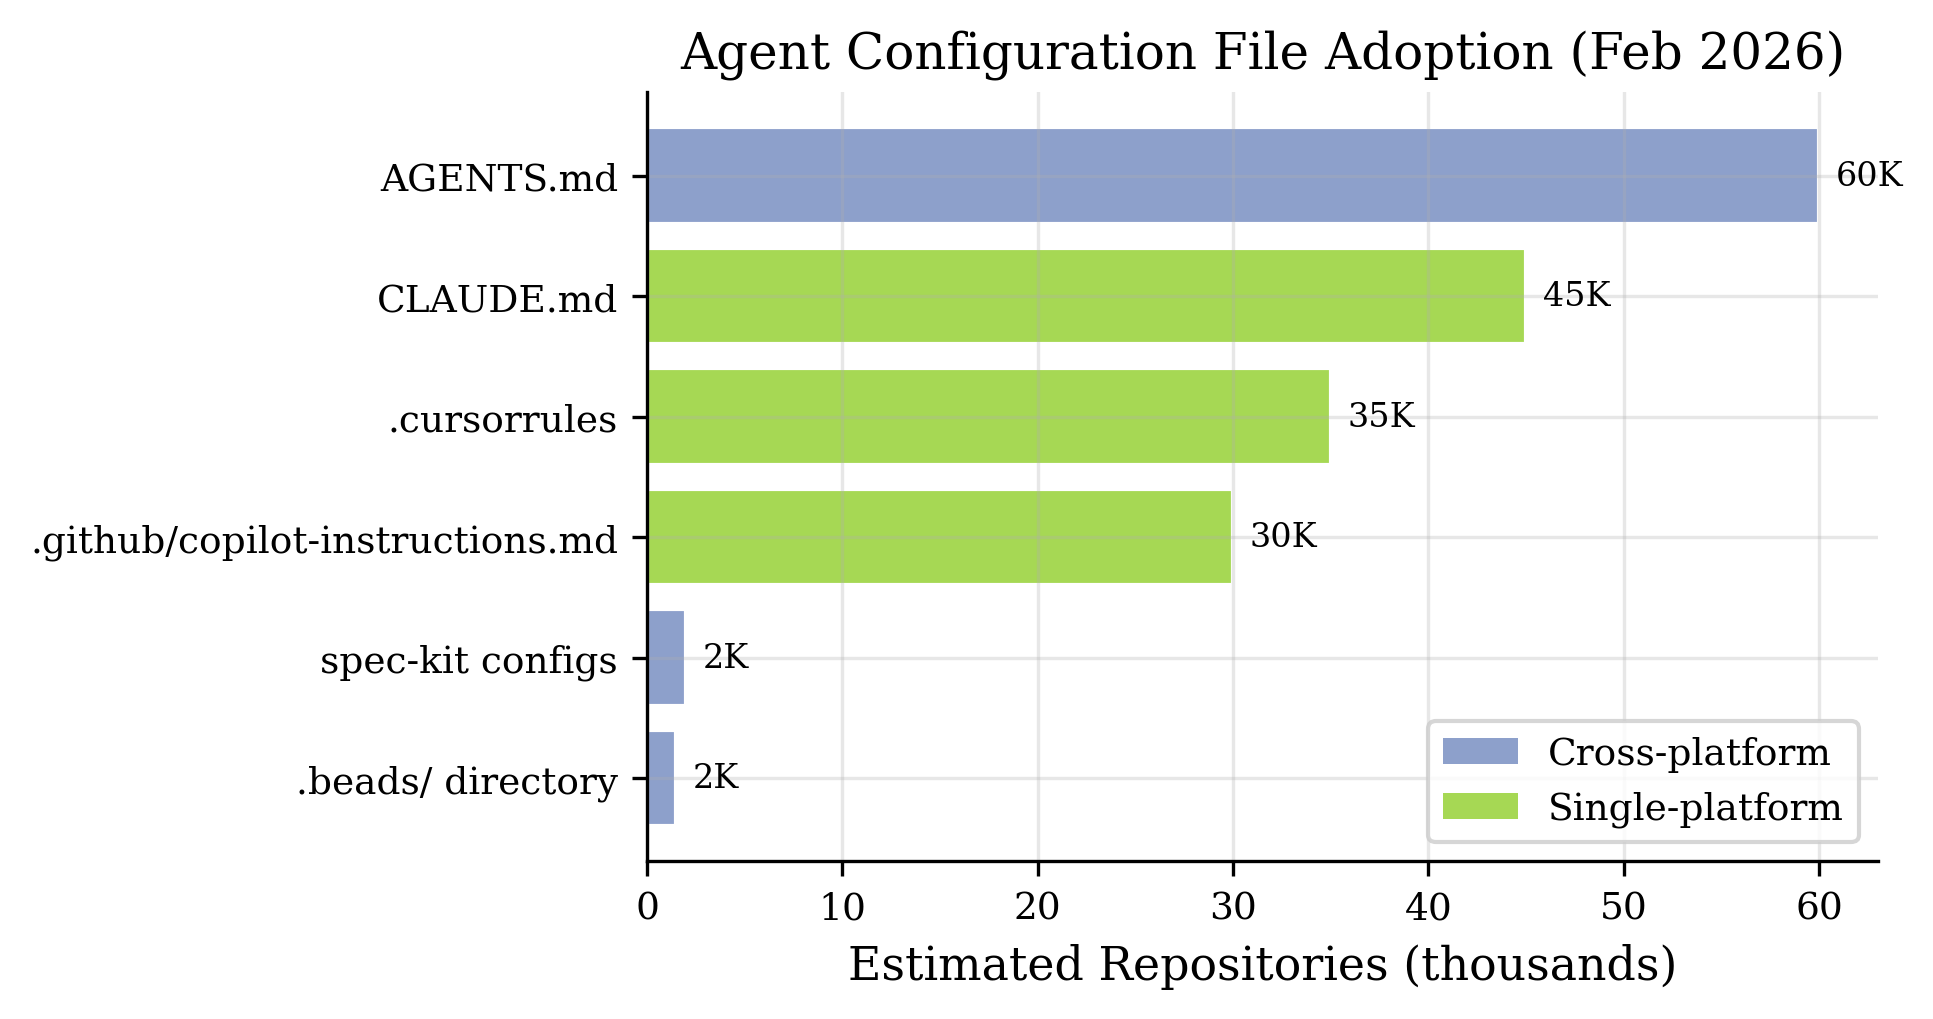 Agent Configuration File Adoption (Feb 2026)
AGENTS.md
60K
CLAUDE.md
45K
.cursorrules
35K
.github/copilot-instructions.md
30K
spec-kit configs
2K
.beads/ directory
2K
Cross-platform
Single-platform
0 10 20 30 40 50 60
Estimated Repositories (thousands)